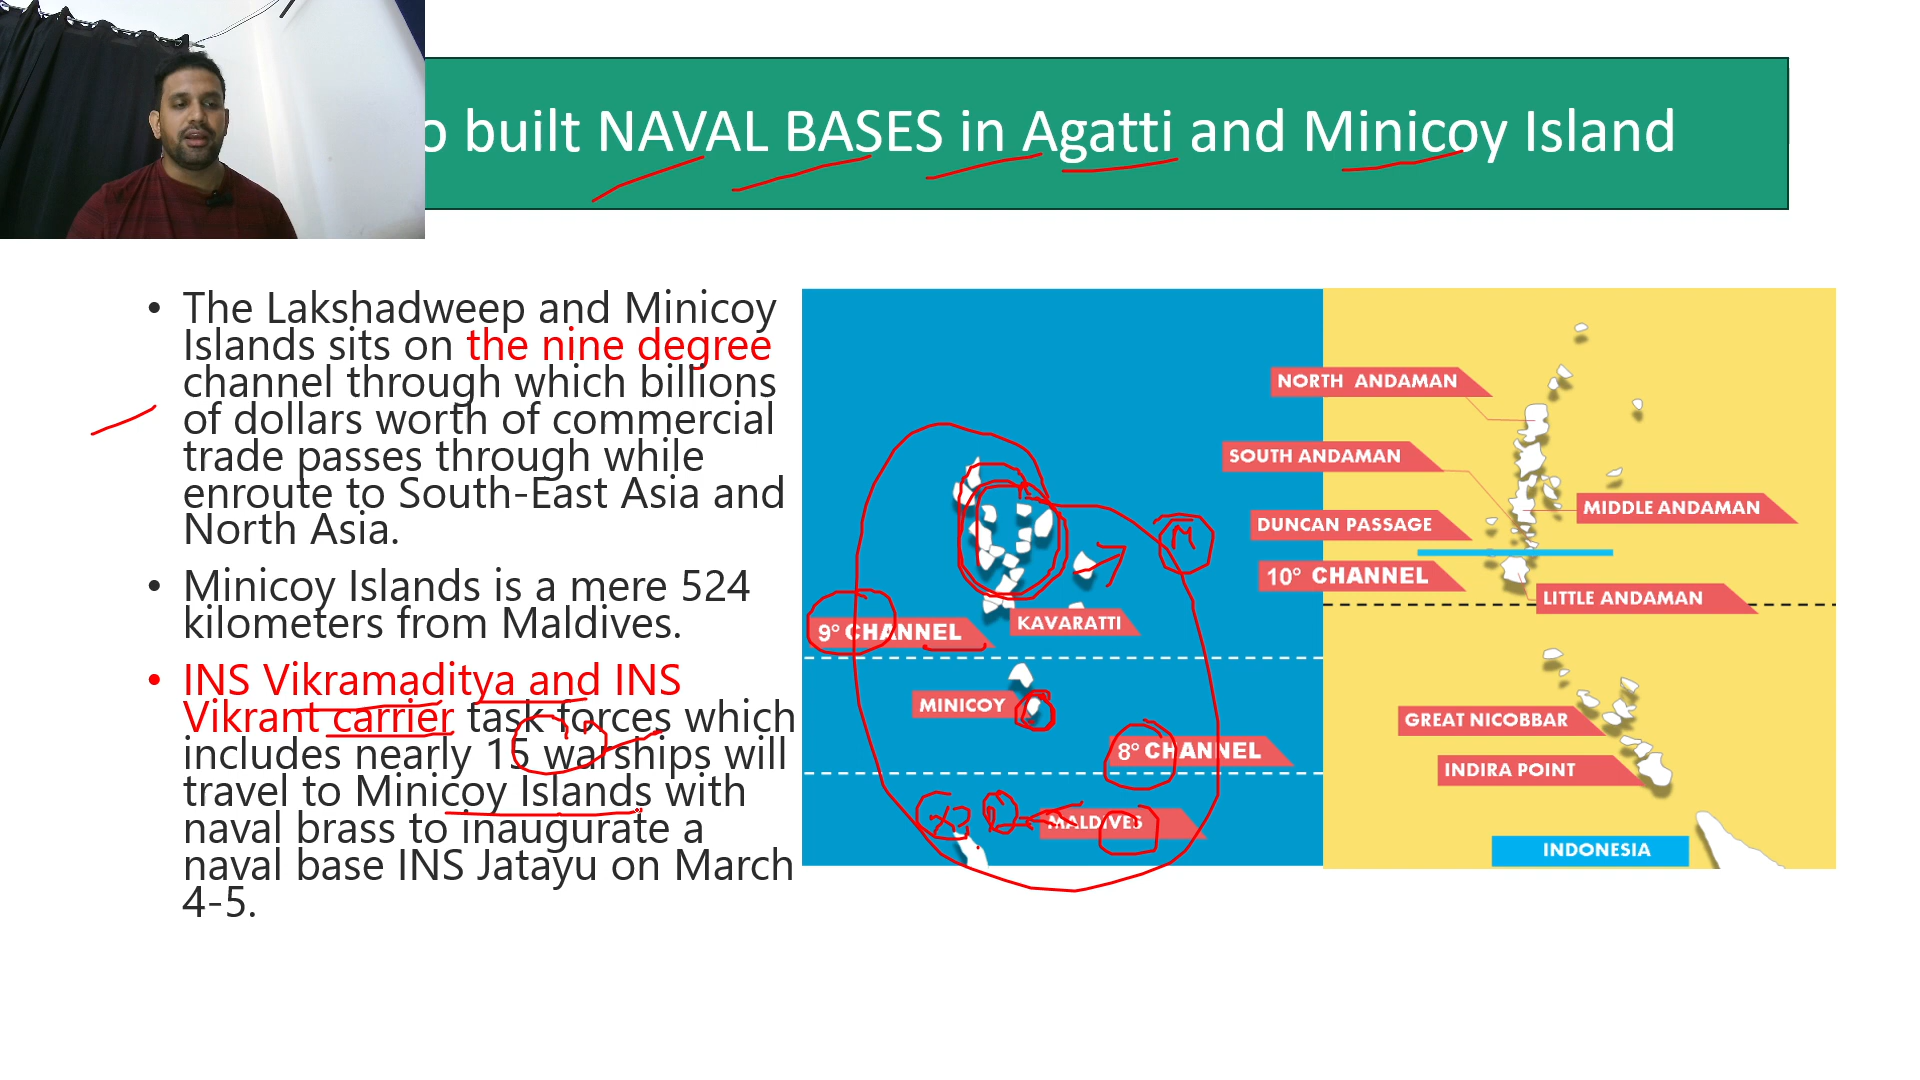 o built NAVAL BASES in Agatti and Minicoy Island
• The Lakshadweep and Minicoy
Islands sits on the nine degree
channel through which billions
of dollars worth of commercial
trade passes through while
enroute to South-East Asia and
North Asia.
• Minicoy Islands is a mere 524
kilometers from Maldives.
• INS Vikramaditya and INS
Vikrant carrier task forces which
includes nearly 15 warships will
travel to Minicoy Islands with
naval brass to inaugurate a
naval base INS Jatayu on March
4-5.
M
9° CHANNEL
KAVARATTI
MINICOY
8° CHANNEL
MALDIVES
NORTH ANDAMAN
SOUTH ANDAMAN
MIDDLE ANDAMAN
DUNCAN PASSAGE
10° CHANNEL
LITTLE ANDAMAN
GREAT NICOBBAR
INDIRA POINT
INDONESIA